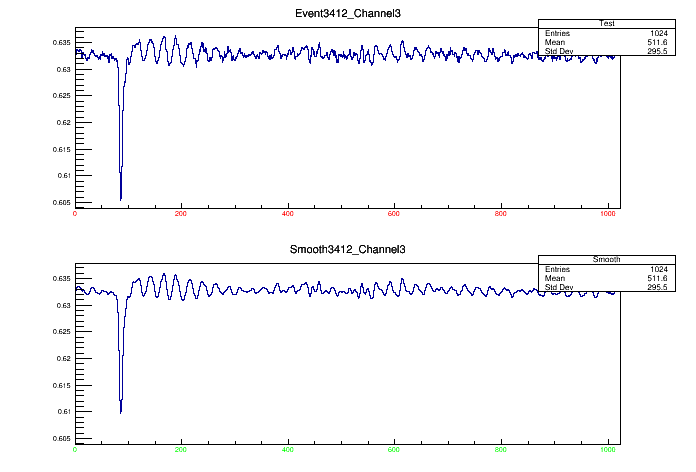 Event3412_Channel3
Test
Entries 1024
Mean 511.6
Std Dev 295.5
0.635
0.63
0.625
0.62
0.615
0.61
0.605
0 200 400 600 800 1000
Smooth3412_Channel3
Smooth
Entries 1024
Mean 511.6
Std Dev 295.5
0.635
0.63
0.625
0.62
0.615
0.61
0.605
0 200 400 600 800 1000